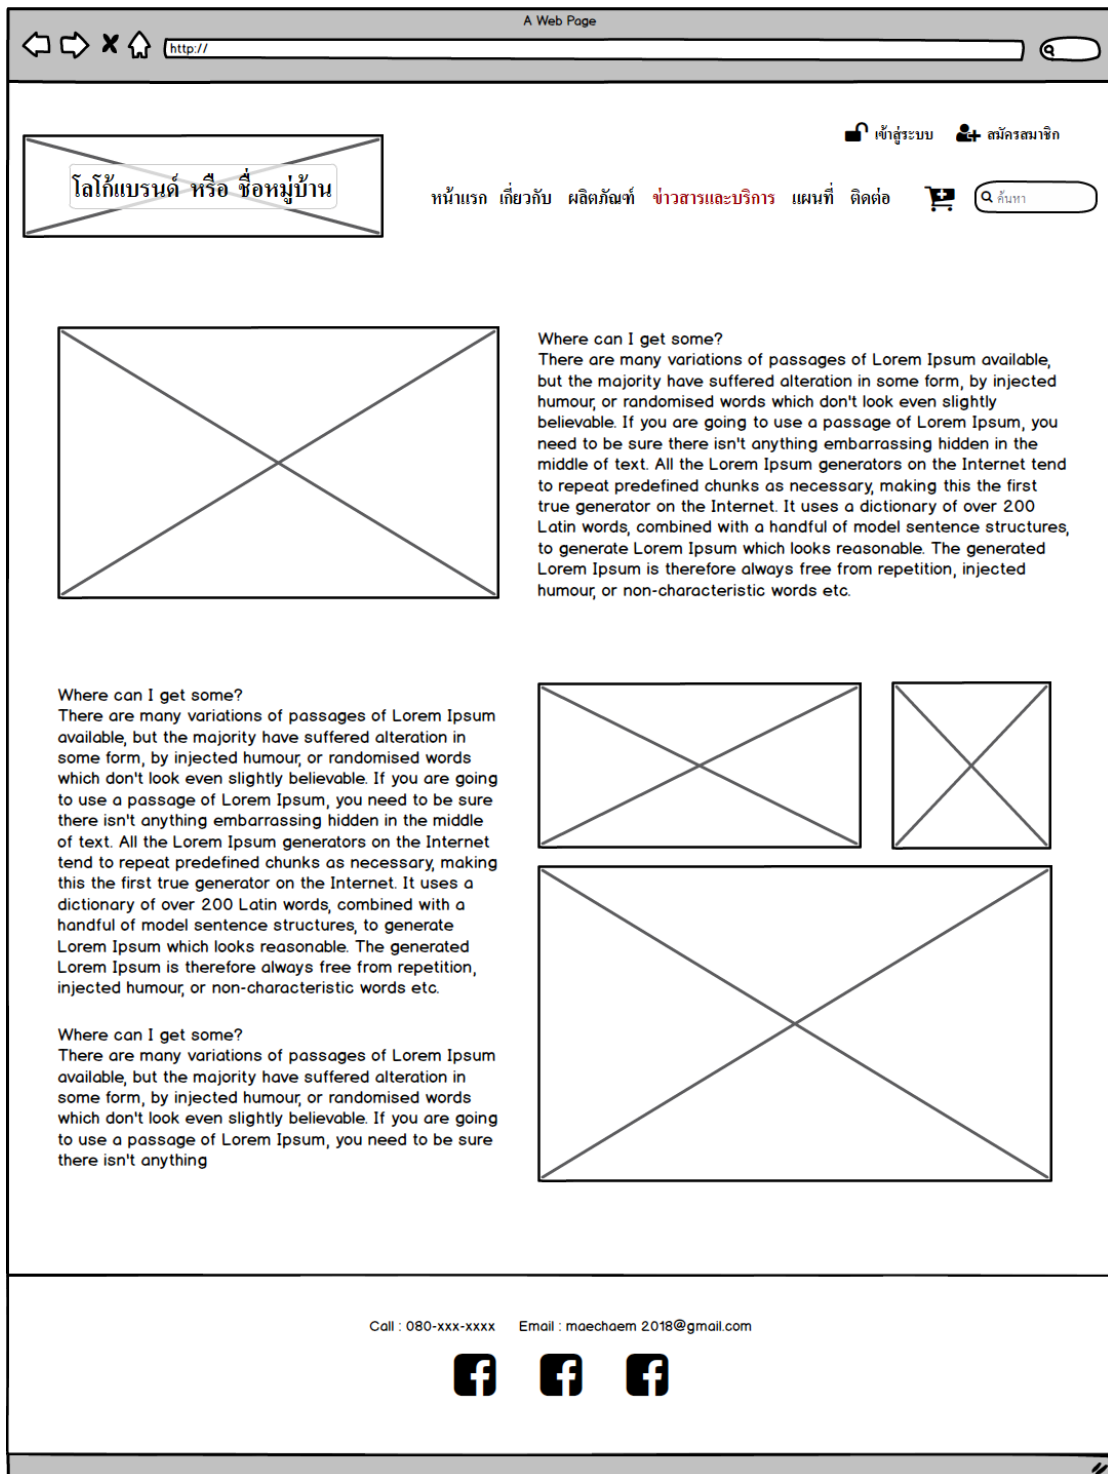 A Web Page
http://
เข้าสู่ระบบ สมัครสมาชิก
โลโก้แบรนด์ หรือ ชื่อหมู่บ้าน
หน้าแรก เกี่ยวกับ ผลิตภัณฑ์ ข่าวสารและบริการ แผนที่ ติดต่อ ค้นหา
Where can I get some?
There are many variations of passages of Lorem Ipsum available,
but the majority have suffered alteration in some form, by injected
humour, or randomised words which don't look even slightly
believable. If you are going to use a passage of Lorem Ipsum, you
need to be sure there isn't anything embarrassing hidden in the
middle of text. All the Lorem Ipsum generators on the Internet tend
to repeat predefined chunks as necessary, making this the first
true generator on the Internet. It uses a dictionary of over 200
Latin words, combined with a handful of model sentence structures,
to generate Lorem Ipsum which looks reasonable. The generated
Lorem Ipsum is therefore always free from repetition, injected
humour, or non-characteristic words etc.
Where can I get some?
There are many variations of passages of Lorem Ipsum
available, but the majority have suffered alteration in
some form, by injected humour, or randomised words
which don't look even slightly believable. If you are going
to use a passage of Lorem Ipsum, you need to be sure
there isn't anything embarrassing hidden in the middle
of text. All the Lorem Ipsum generators on the Internet
tend to repeat predefined chunks as necessary, making
this the first true generator on the Internet. It uses a
dictionary of over 200 Latin words, combined with a
handful of model sentence structures, to generate
Lorem Ipsum which looks reasonable. The generated
Lorem Ipsum is therefore always free from repetition,
injected humour, or non-characteristic words etc.
Where can I get some?
There are many variations of passages of Lorem Ipsum
available, but the majority have suffered alteration in
some form, by injected humour, or randomised words
which don't look even slightly believable. If you are going
to use a passage of Lorem Ipsum, you need to be sure
there isn't anything
Call : 080-xxx-xxxx Email : maechaem 2018@gmail.com